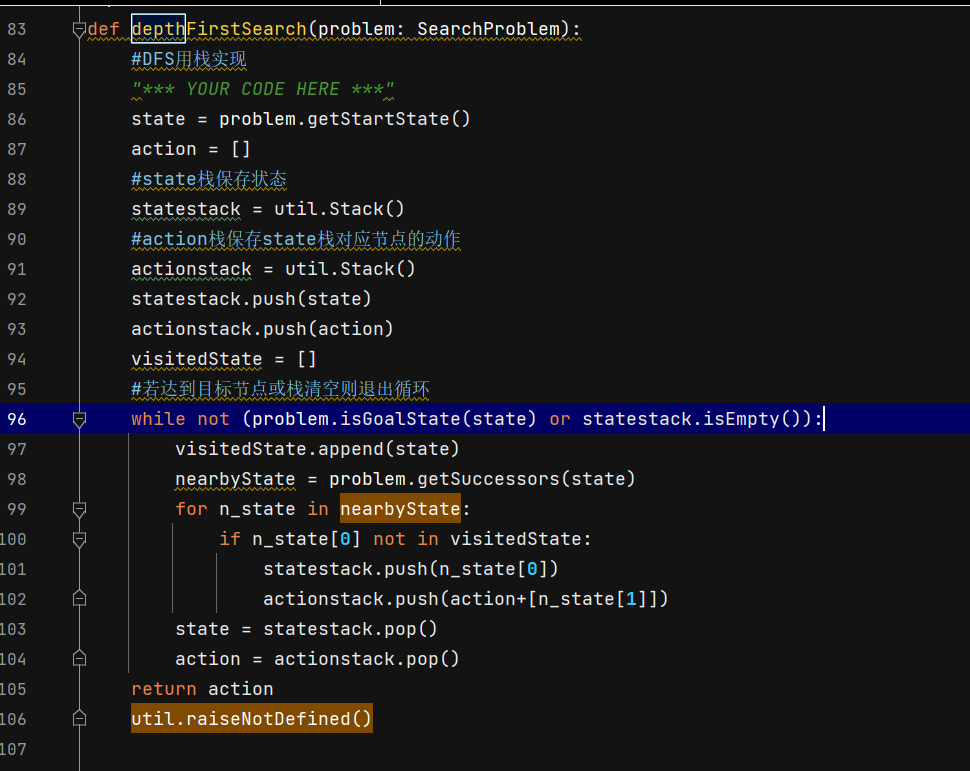 83 def depthFirstSearch(problem: SearchProblem):
84 #DFS用栈实现
85 "*** YOUR CODE HERE ***"
86 state = problem.getStartState()
87 action = []
88 #state栈保存状态
89 statestack = util.Stack()
90 #action栈保存state栈对应节点的动作
91 actionstack = util.Stack()
92 statestack.push(state)
93 actionstack.push(action)
94 visitedState = []
95 #若达到目标节点或栈清空则退出循环
96 while not (problem.isGoalState(state) or statestack.isEmpty()):
97 visitedState.append(state)
98 nearbyState = problem.getSuccessors(state)
99 for n_state in nearbyState:
100 if n_state[0] not in visitedState:
101 statestack.push(n_state[0])
102 actionstack.push(action+[n_state[1]])
103 state = statestack.pop()
104 action = actionstack.pop()
105 return action
106 util.raiseNotDefined()
107